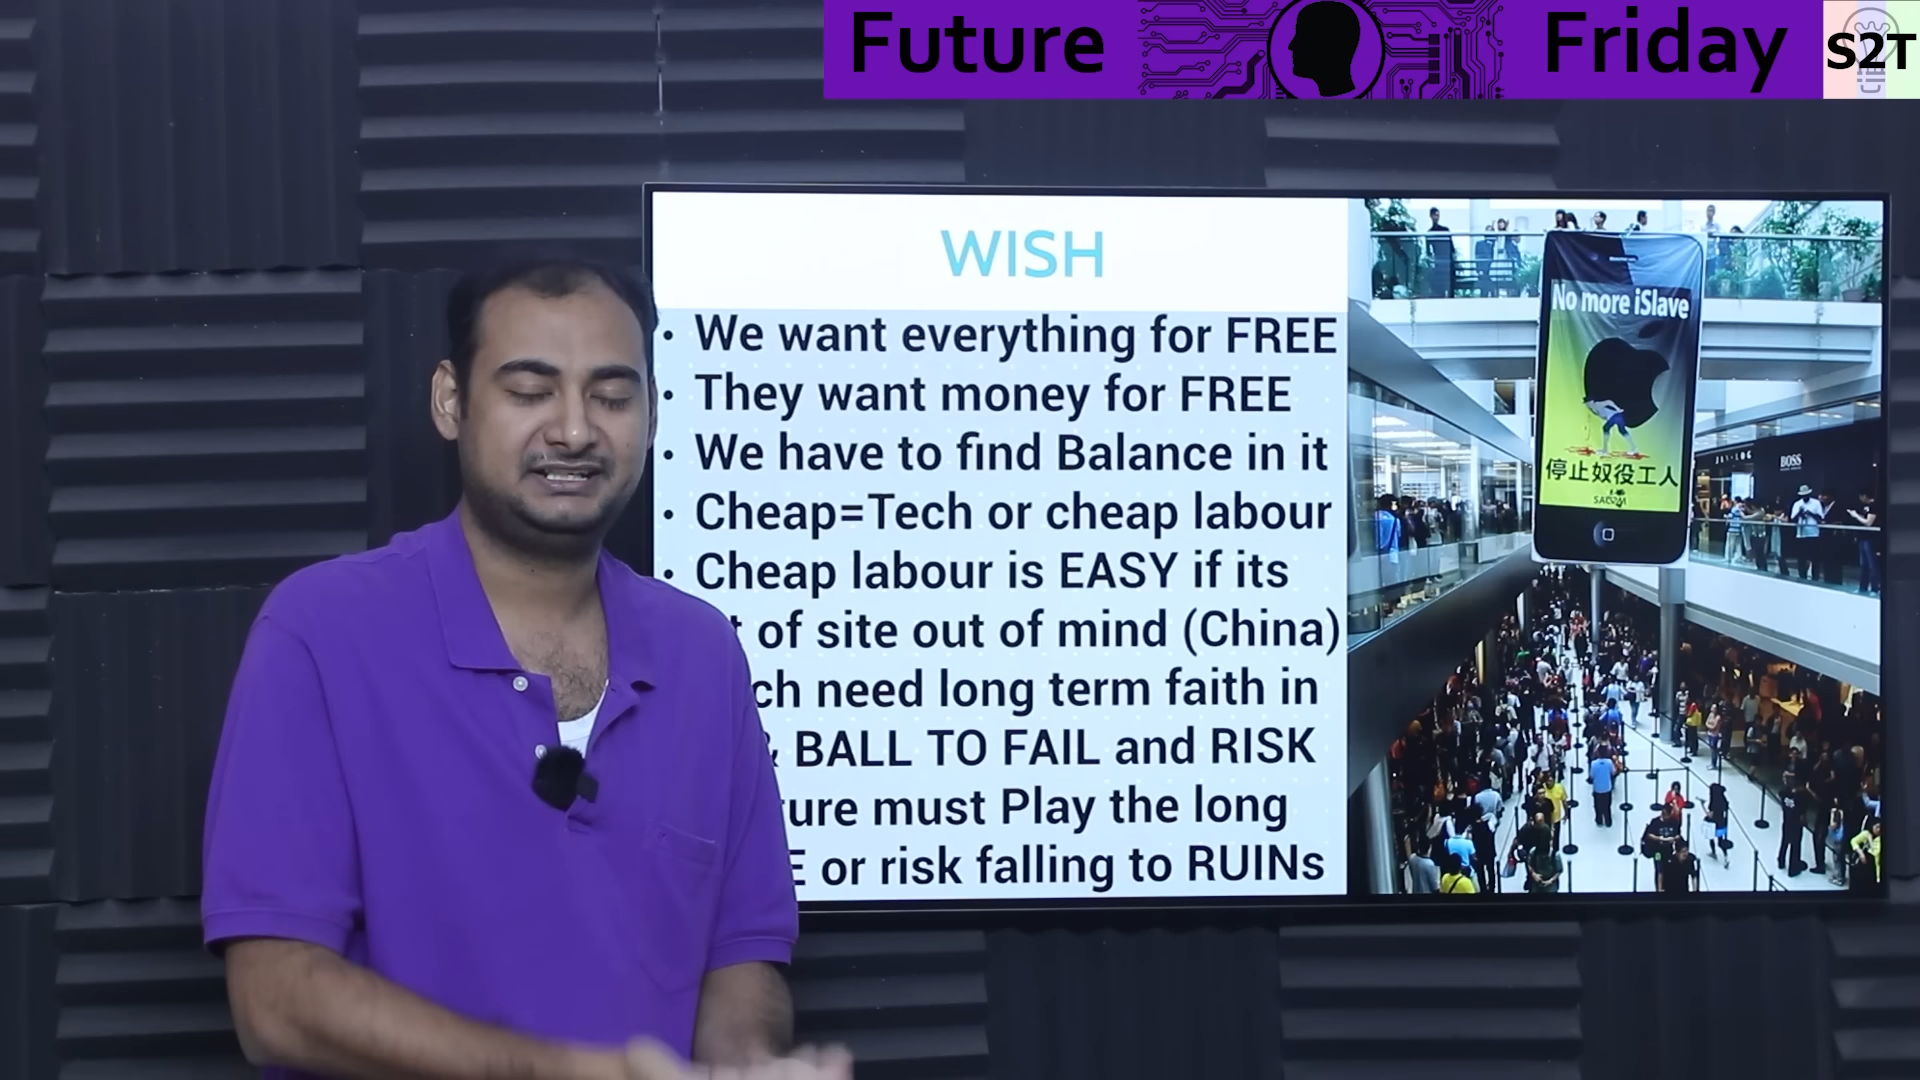 Future Friday
S2T
WISH
• We want everything for FREE
• They want money for FREE
• We have to find Balance in it
• Cheap=Tech or cheap labour
• Cheap labour is EASY if its
of site out of mind (China)
need long term faith in
& BALL TO FAIL and RISK
must Play the long
or risk falling to RUINs
No more iSlave
停止奴役工人
SACOM
BOSS